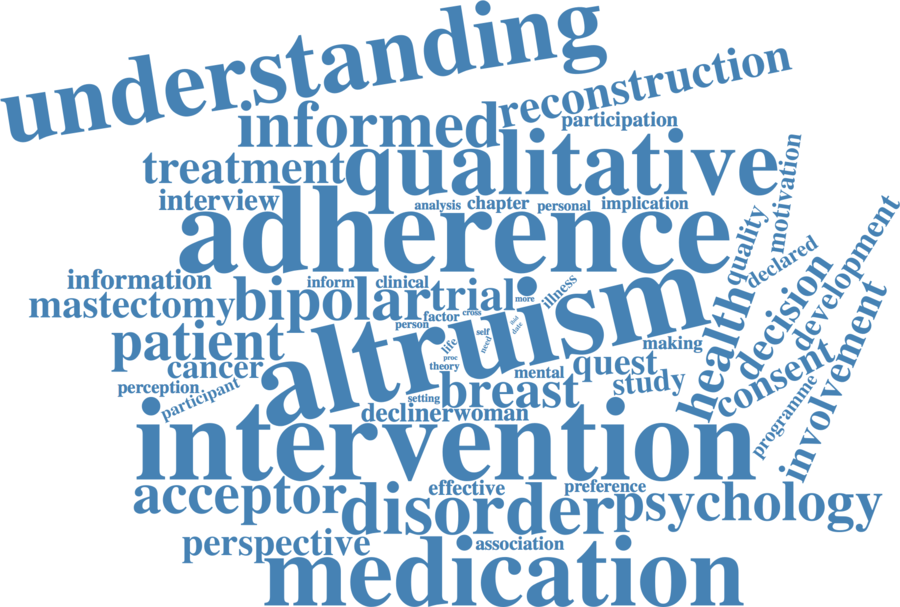 understanding
reconstruction
informed
participation
treatment
qualitative
motivation
interview
adherence
analysis
chapter
personal
implication
quality
declared
development
information
inform
clinical
mastectomy
bipolar
trial
more
illness
health
decision
factor
cross
person
self
date
patient
altruism
life
need
making
consent
involvement
proc
theory
cancer
mental
quest
study
perception
participant
setting
breast
programme
decliner
woman
intervention
acceptor
effective
preference
disorder
psychology
perspective
association
medication